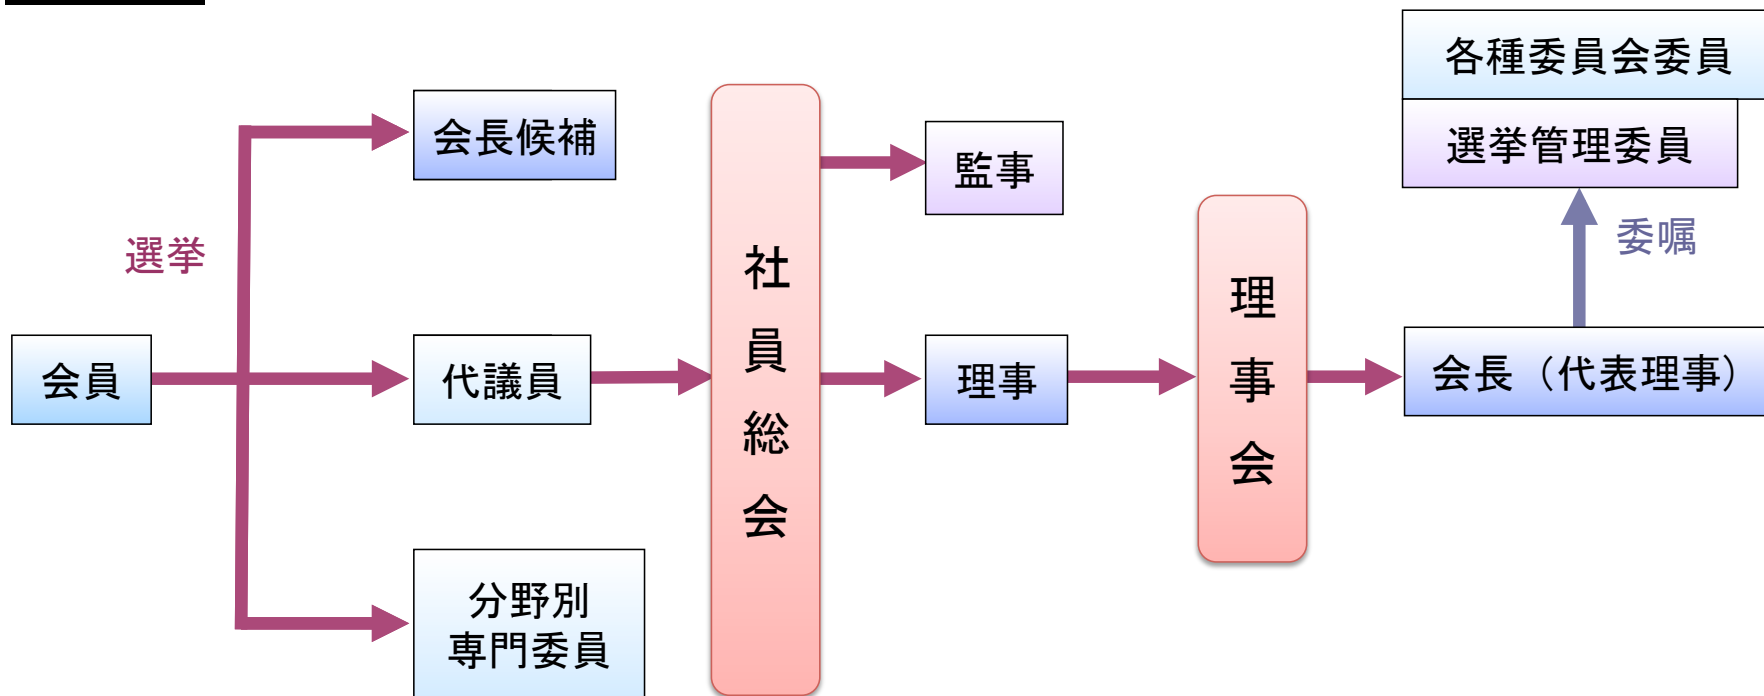 各種委員会委員
選挙管理委員
委嘱
会長候補
監事
選挙
社員総会
理事会
会員
代議員
理事
会長（代表理事）
分野別
専門委員